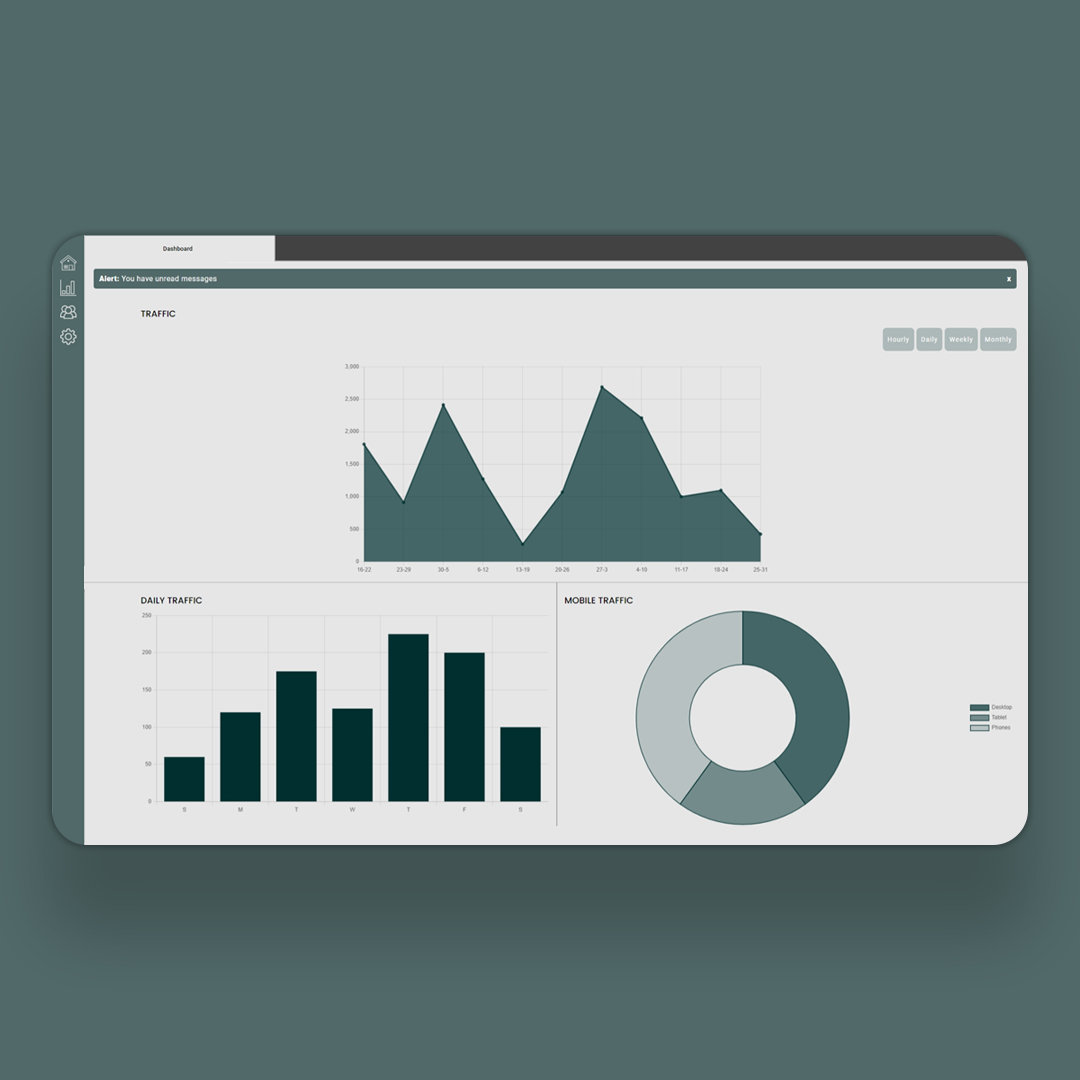 Dashboard
Alert: You have unread messages x
TRAFFIC
Hourly Daily Weekly Monthly
3,000
2,500
2,000
1,500
1,000
500
0
16-22 23-29 30-5 6-12 13-19 20-26 27-3 4-10 11-17 18-24 25-31
DAILY TRAFFIC
250
200
150
100
50
0
S M T W T F S
MOBILE TRAFFIC
Desktop
Tablet
Phones